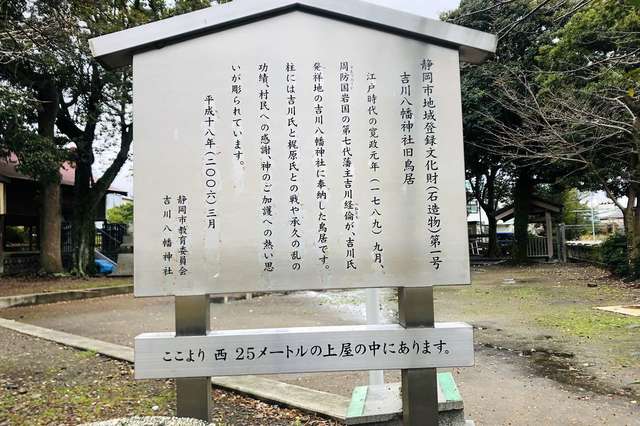 静岡市地域登録文化財(石造物)第一号
吉川八幡神社旧鳥居
江戸時代の寛政元年(一七八九)九月、
周防国岩国の第七代藩主吉川経倫が、吉川氏
発祥地の吉川八幡神社に奉納した鳥居です。
柱には吉川氏と梶原氏との戦や承久の乱の
功績、村民への感謝、神のご加護への熱い思
いが彫られています。
平成十八年(二〇〇六)三月
静岡市教育委員会
吉川八幡神社
ここより 西 25メートルの上屋の中にあります。